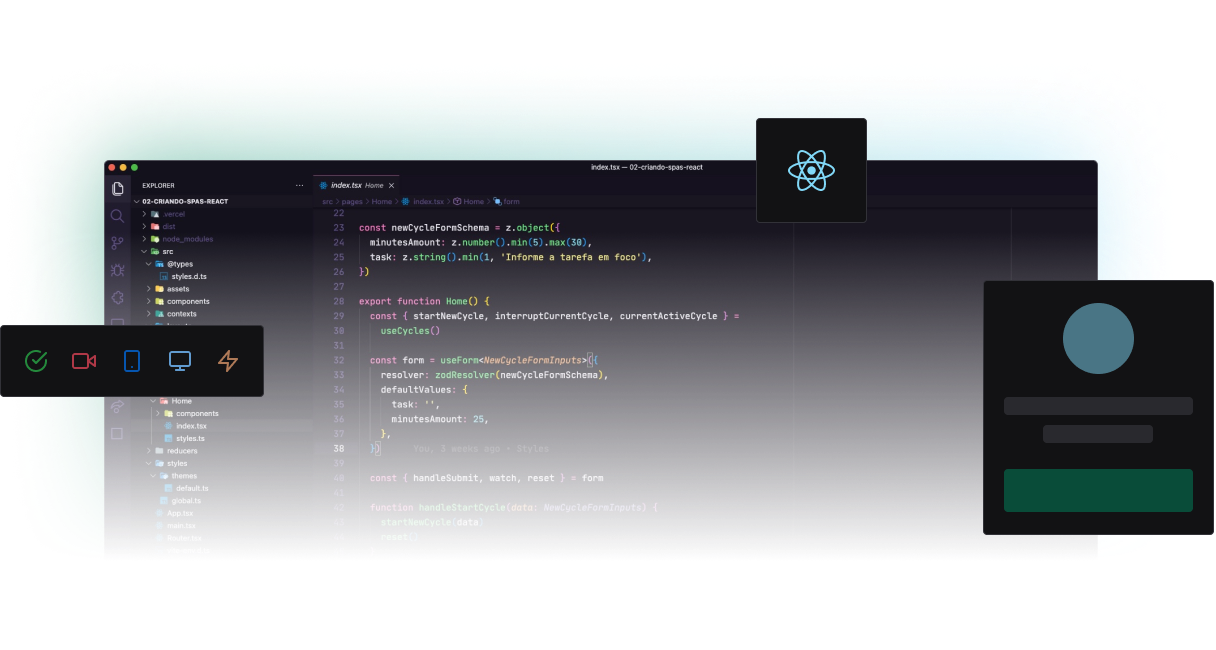 index.tsx — 02-criando-spas-react
EXPLORER ...
index.tsx Home ×
02-CRIANDO-SPAS-REACT
src > pages > Home > index.tsx > Home > form
.vercel
dist
node_modules
src
@types
styles.d.ts
assets
components
contexts
Home
components
index.tsx
styles.ts
reducers
styles
themes
default.ts
global.ts
App.tsx
main.tsx
22
23 const newCycleFormSchema = z.object({
24 minutesAmount: z.number().min(5).max(30),
25 task: z.string().min(1, 'Informe a tarefa em foco'),
26 })
27
28 export function Home() {
29 const { startNewCycle, interruptCurrentCycle, currentActiveCycle } =
30 useCycles()
31
32 const form = useForm<NewCycleFormInputs>({
33 resolver: zodResolver(newCycleFormSchema),
34 defaultValues: {
35 task: '',
36 minutesAmount: 25,
37 },
38 }) You, 3 weeks ago • Styles
39
40 const { handleSubmit, watch, reset } = form
41
42 function handleStartCycle(data: NewCycleFormInputs) {
43 startNewCycle(data)
reset()